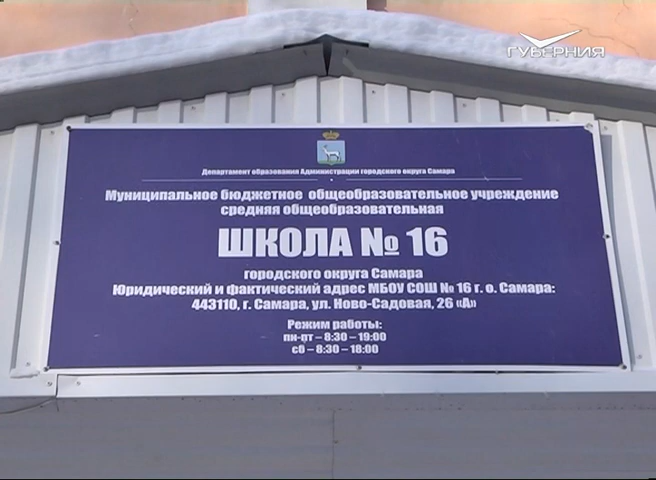 ГУБЕРНИЯ
Департамент образования Администрации городского округа Самара
Муниципальное бюджетное общеобразовательное учреждение
средняя общеобразовательная
ШКОЛА № 16
городского округа Самара
Юридический и фактический адрес МБОУ СОШ № 16 г. о. Самара:
443110, г. Самара, ул. Ново-Садовая, 26 «А»
Режим работы:
пн-пт – 8:30 – 19:00
сб – 8:30 – 18:00